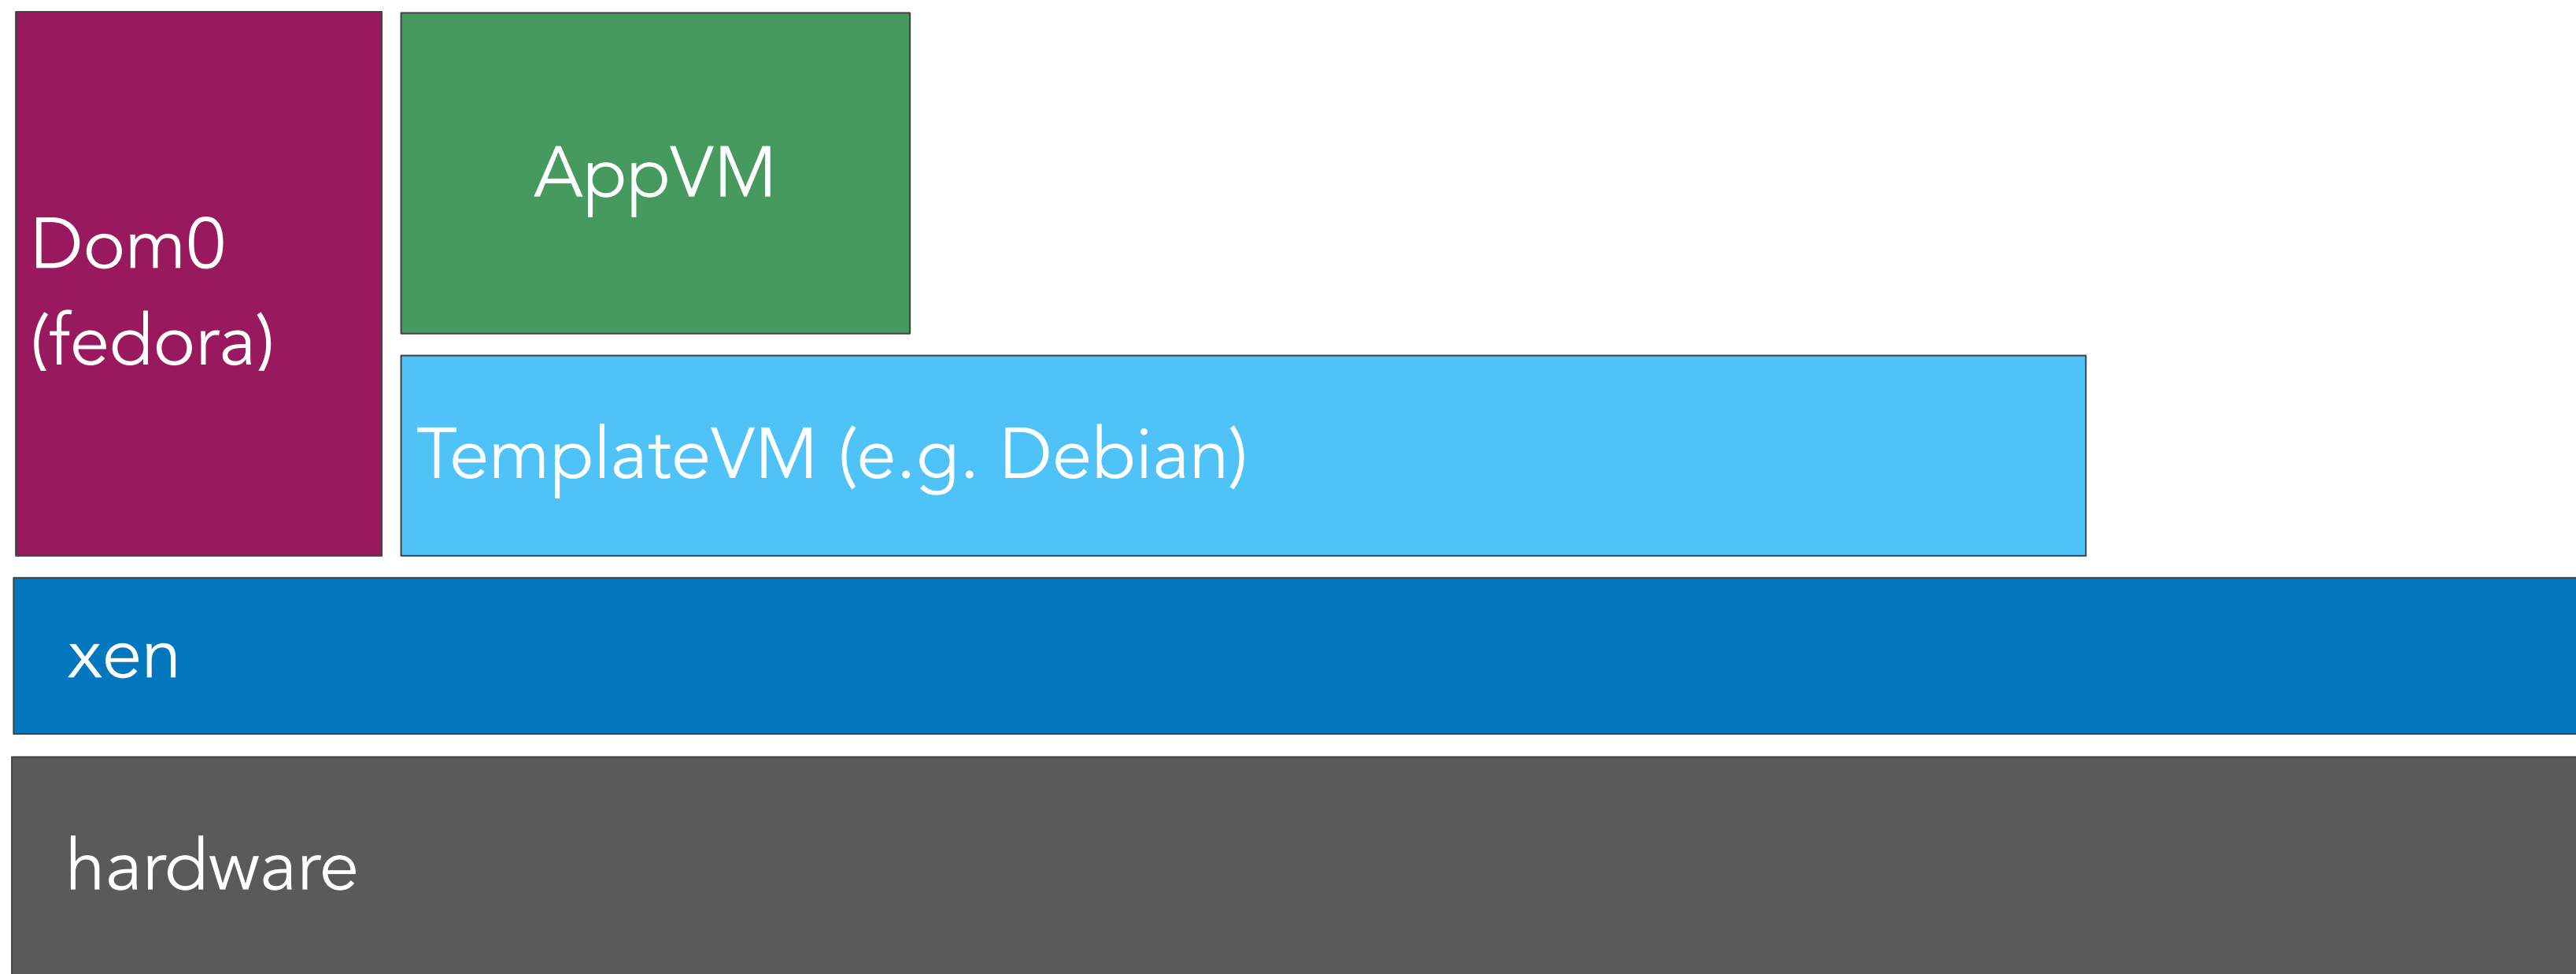 Dom0
(fedora)
AppVM
TemplateVM (e.g. Debian)
xen
hardware